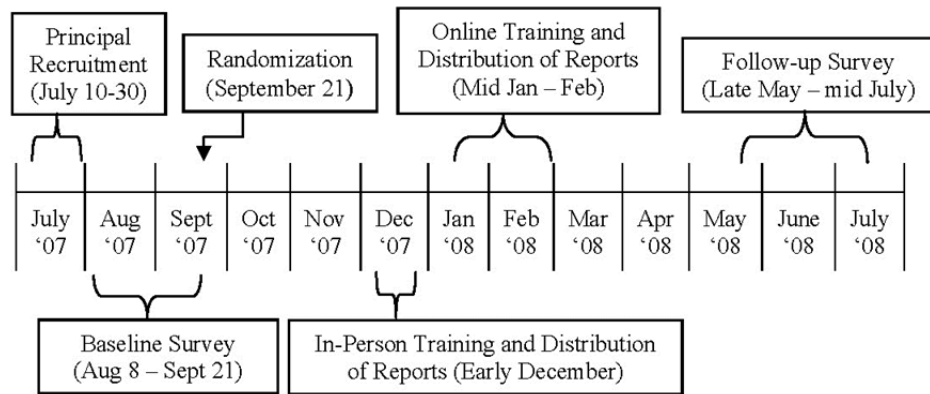 Principal
Recruitment
(July 10-30)
Randomization
(September 21)
Online Training and
Distribution of Reports
(Mid Jan – Feb)
Follow-up Survey
(Late May – mid July)
July
‘07
Aug
‘07
Sept
‘07
Oct
‘07
Nov
‘07
Dec
‘07
Jan
‘08
Feb
‘08
Mar
‘08
Apr
‘08
May
‘08
June
‘08
July
‘08
Baseline Survey
(Aug 8 – Sept 21)
In-Person Training and Distribution
of Reports (Early December)